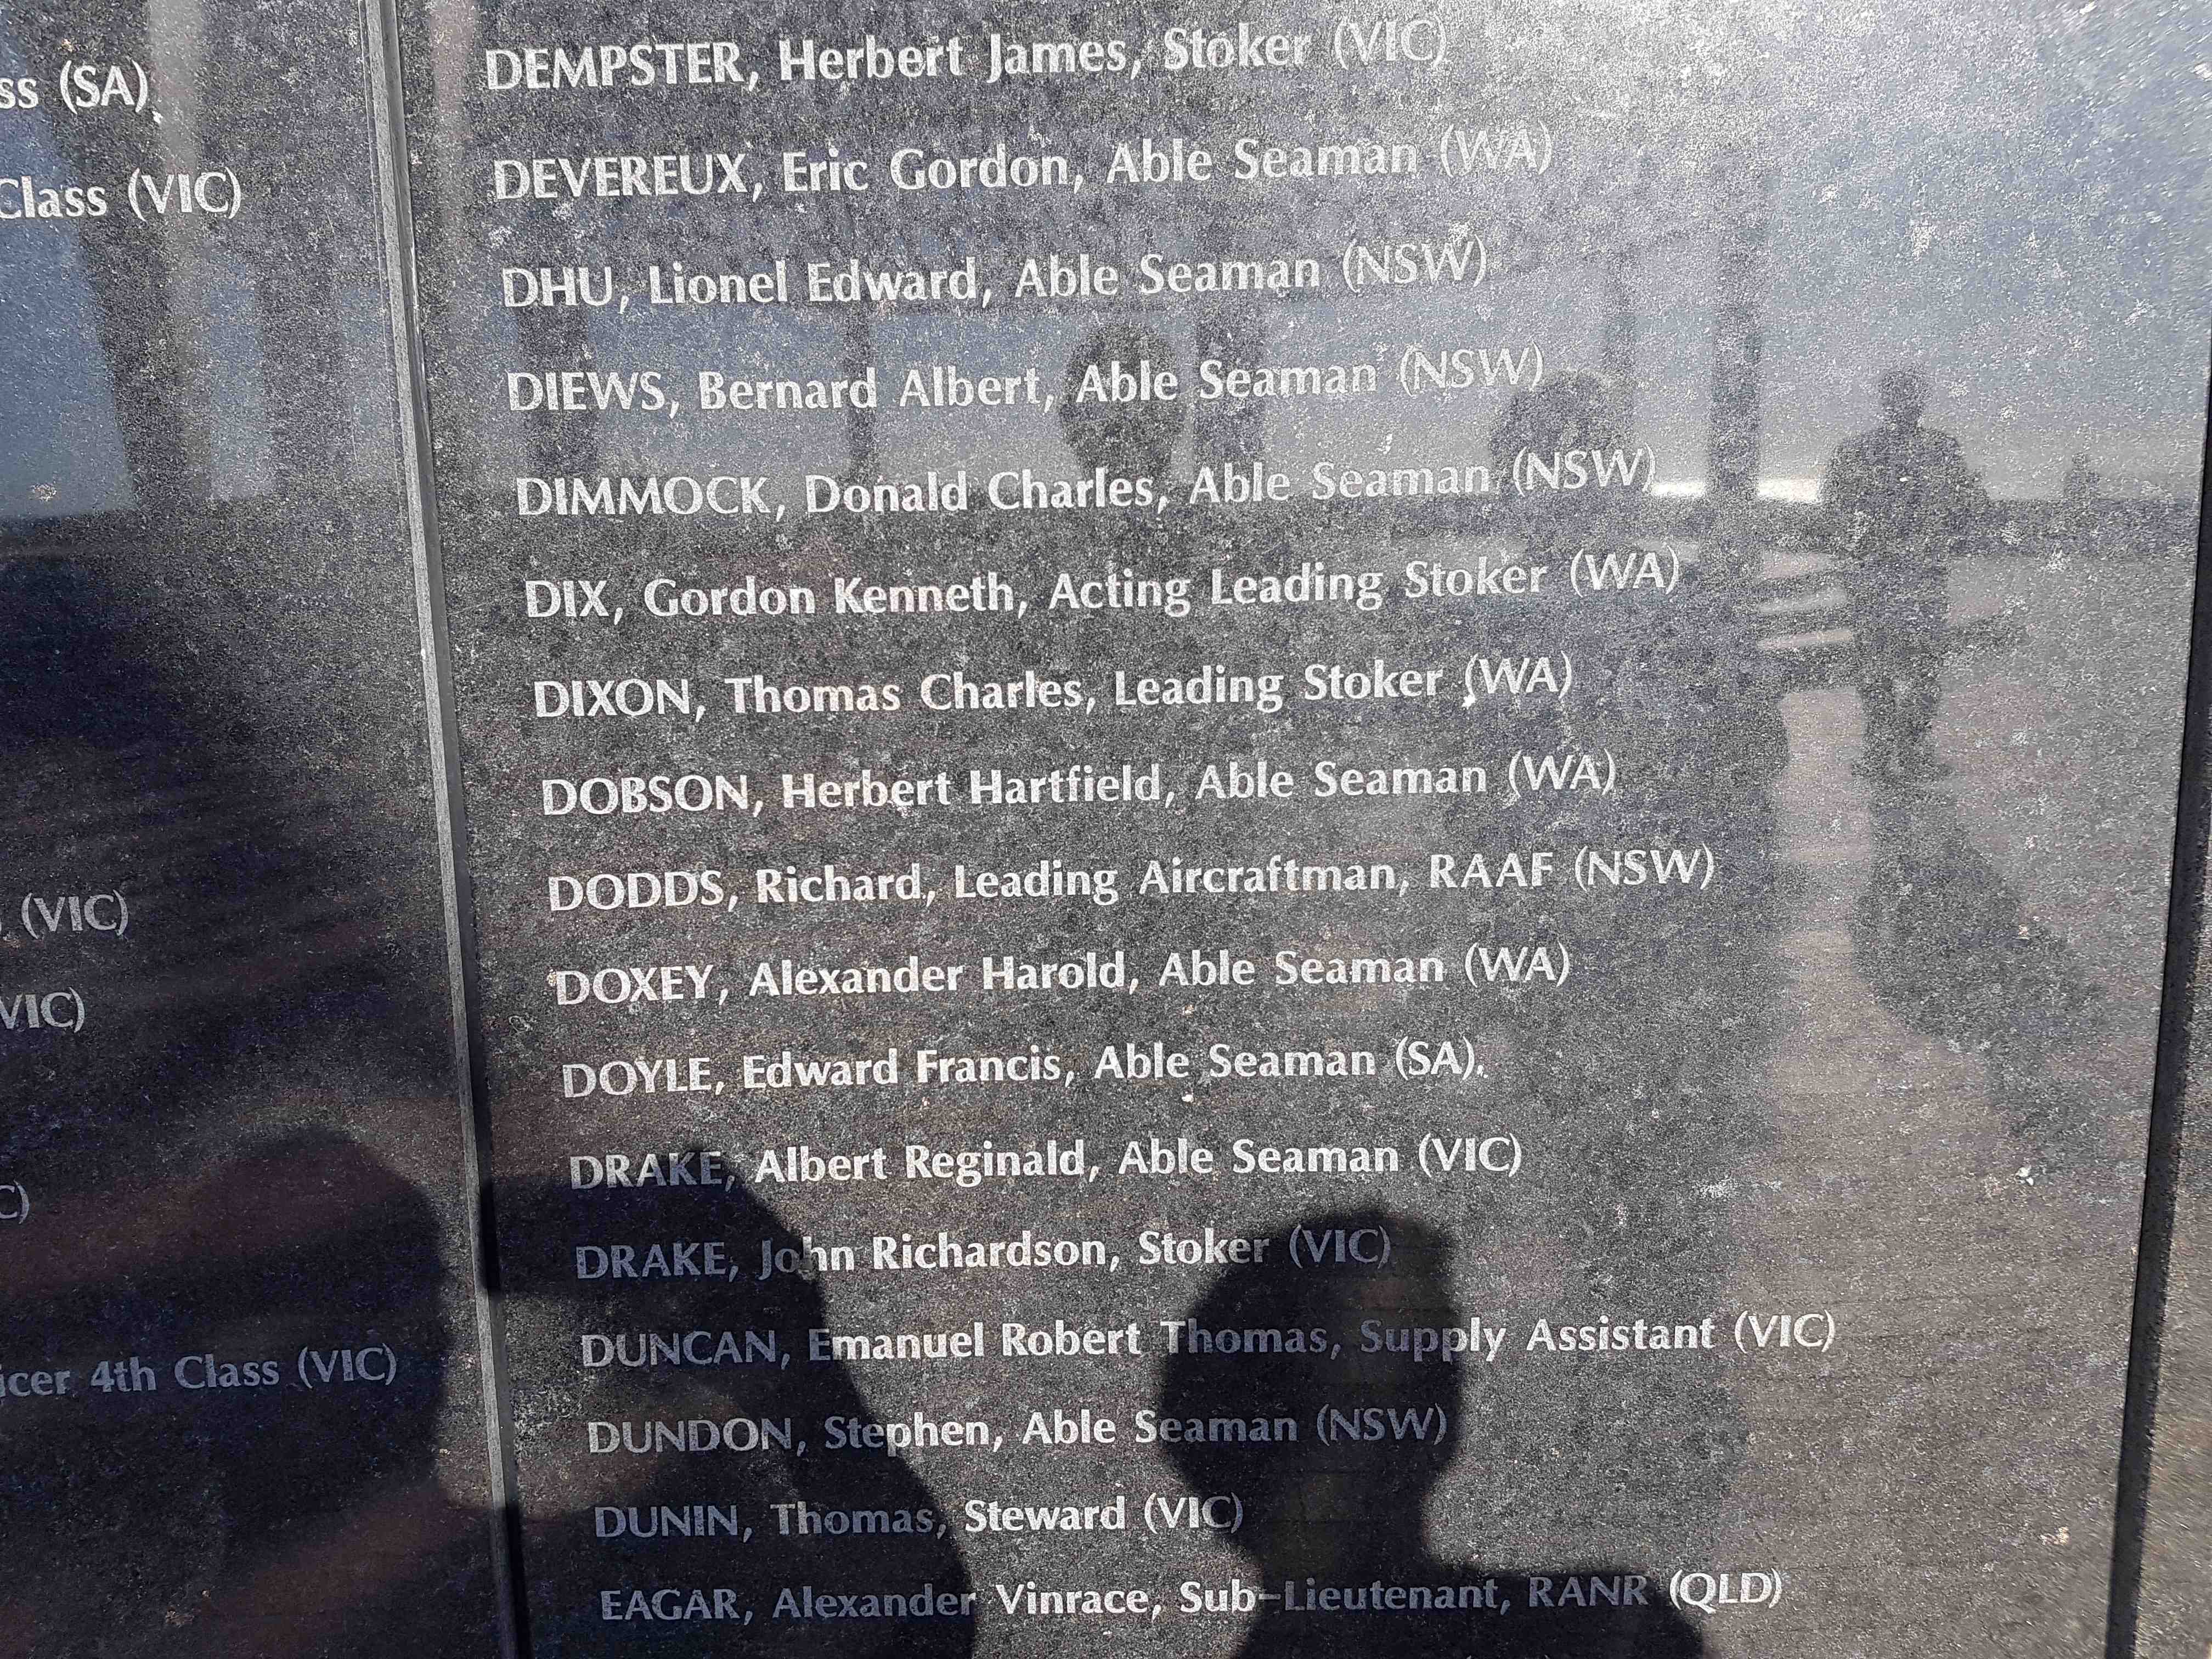 ss (SA)
Class (VIC)
(VIC)
VIC)
C)
icer 4th Class (VIC)
DEMPSTER, Herbert James, Stoker (VIC)
DEVEREUX, Eric Gordon, Able Seaman (WA)
DHU, Lionel Edward, Able Seaman (NSW)
DIEWS, Bernard Albert, Able Seaman (NSW)
DIMMOCK, Donald Charles, Able Seaman (NSW)
DIX, Gordon Kenneth, Acting Leading Stoker (WA)
DIXON, Thomas Charles, Leading Stoker (WA)
DOBSON, Herbert Hartfield, Able Seaman (WA)
DODDS, Richard, Leading Aircraftman, RAAF (NSW)
DOXEY, Alexander Harold, Able Seaman (WA)
DOYLE, Edward Francis, Able Seaman (SA)
DRAKE, Albert Reginald, Able Seaman (VIC)
DRAKE, John Richardson, Stoker (VIC)
DUNCAN, Emanuel Robert Thomas, Supply Assistant (VIC)
DUNDON, Stephen, Able Seaman (NSW)
DUNIN, Thomas, Steward (VIC)
EAGAR, Alexander Vinrace, Sub-Lieutenant, RANR (QLD)